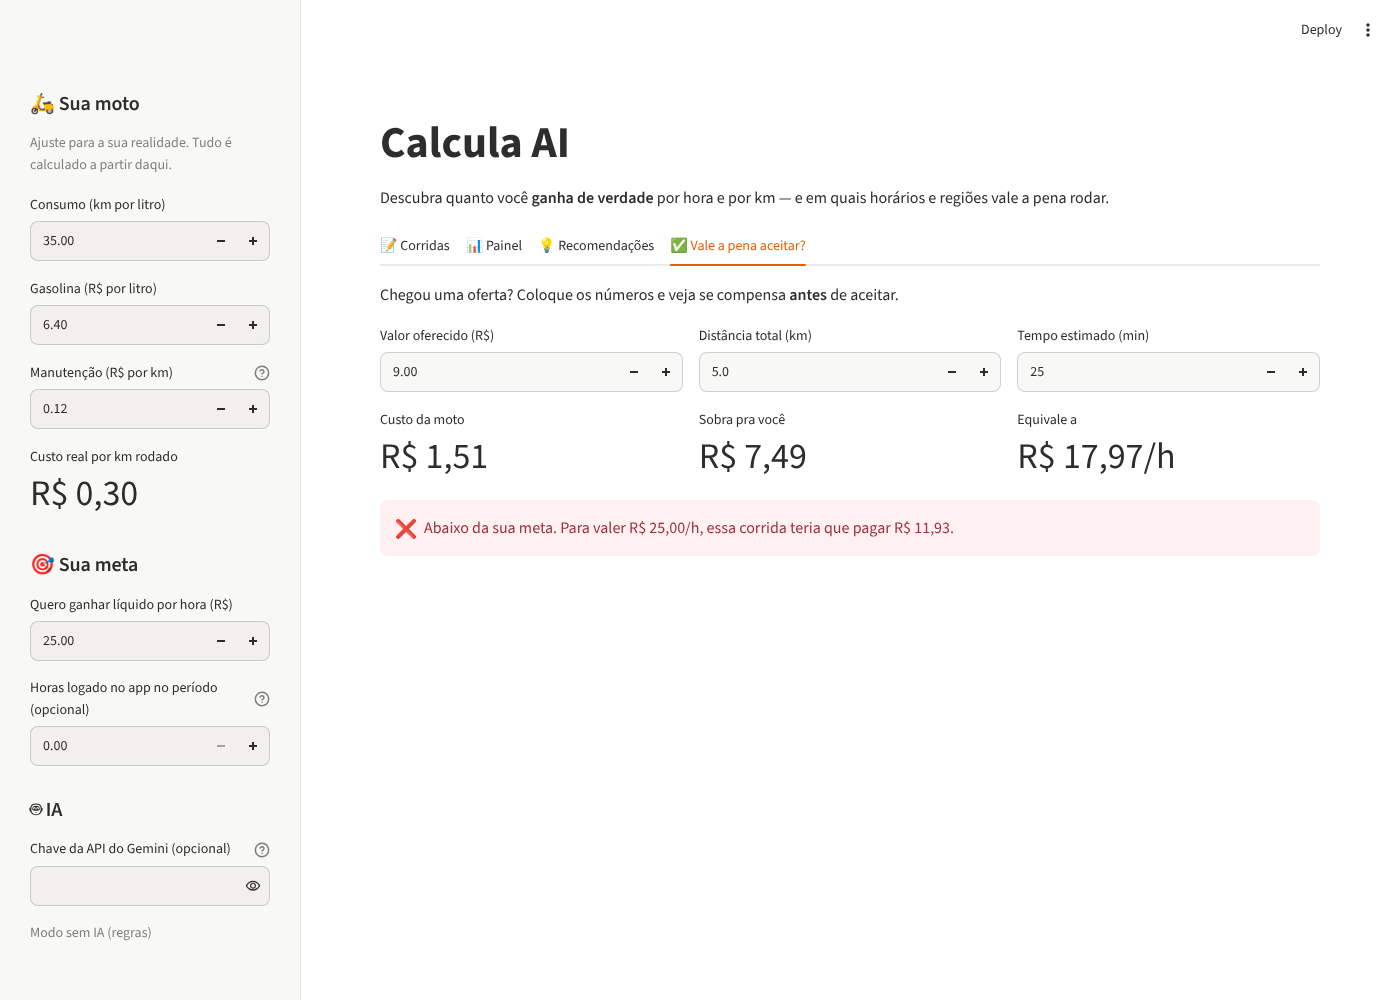 Deploy
🛵 Sua moto
Ajuste para a sua realidade. Tudo é
calculado a partir daqui.
Consumo (km por litro)
35.00
Gasolina (R$ por litro)
6.40
Manutenção (R$ por km)
0.12
Custo real por km rodado
R$ 0,30
🎯 Sua meta
Quero ganhar líquido por hora (R$)
25.00
Horas logado no app no período
(opcional)
0.00
IA
Chave da API do Gemini (opcional)
Modo sem IA (regras)
Calcula AI
Descubra quanto você ganha de verdade por hora e por km — e em quais horários e regiões vale a pena rodar.
📝 Corridas 📊 Painel 💡 Recomendações ✅ Vale a pena aceitar?
Chegou uma oferta? Coloque os números e veja se compensa antes de aceitar.
Valor oferecido (R$) Distância total (km) Tempo estimado (min)
9.00 5.0 25
Custo da moto Sobra pra você Equivale a
R$ 1,51 R$ 7,49 R$ 17,97/h
❌ Abaixo da sua meta. Para valer R$ 25,00/h, essa corrida teria que pagar R$ 11,93.